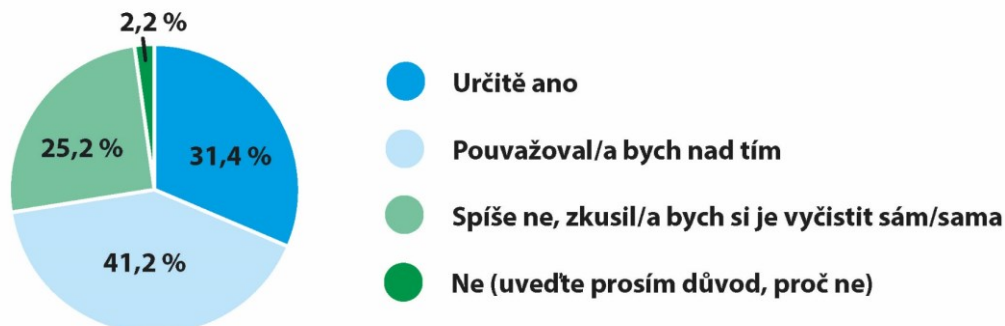 2,2 %
25,2 %
31,4 %
41,2 %
Určitě ano
Pouvažoval/a bych nad tím
Spíše ne, zkusil/a bych si je vyčistit sám/sama
Ne (uveďte prosím důvod, proč ne)